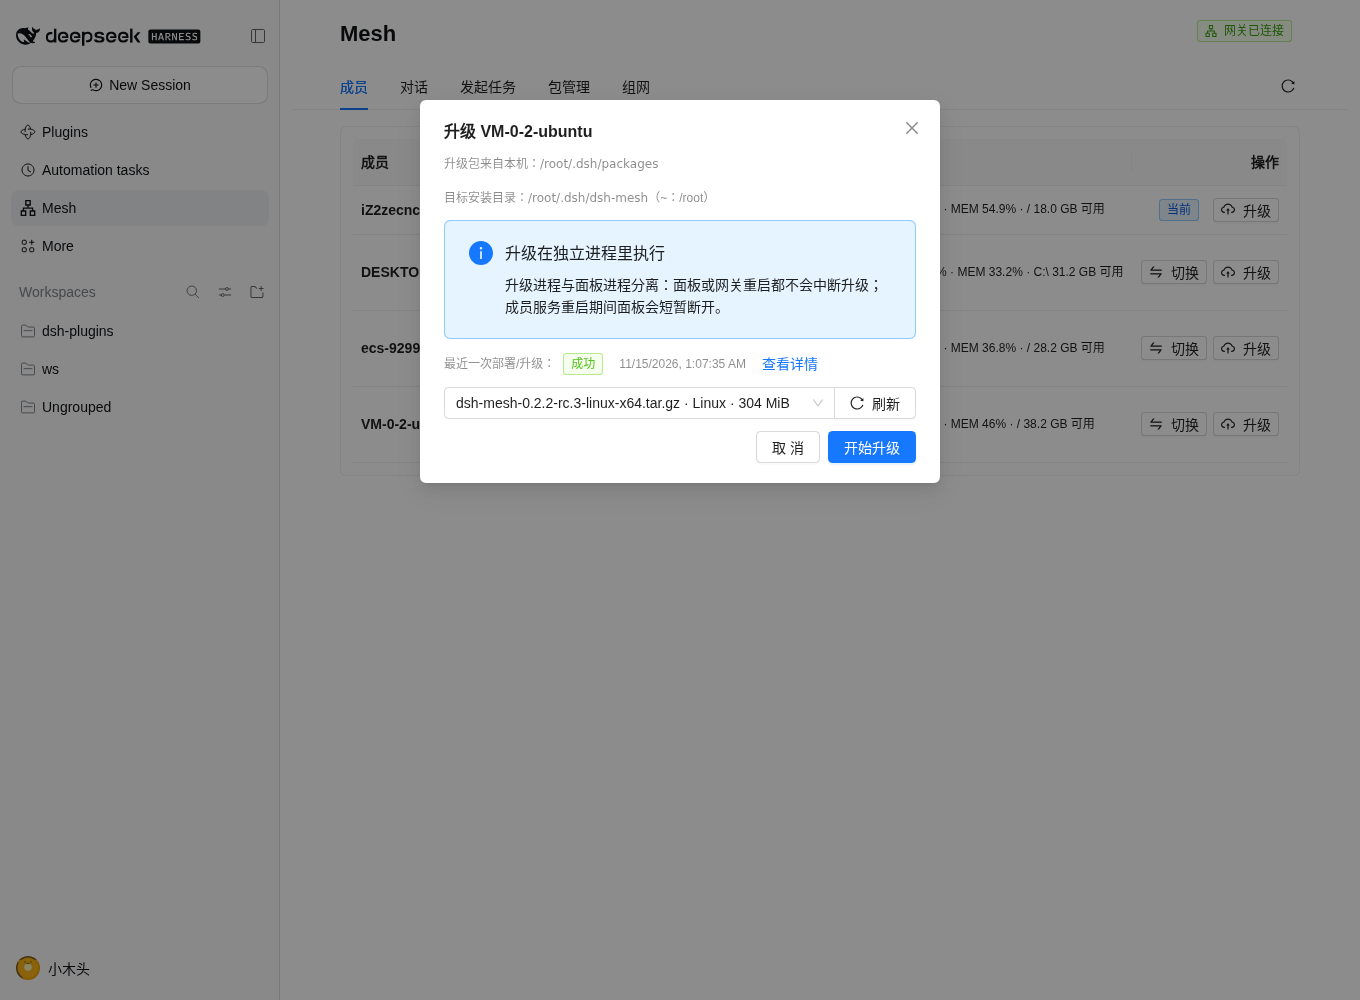 deepseek HARNESS
New Session
Plugins
Automation tasks
Mesh
More
Workspaces
dsh-plugins
ws
Ungrouped
小木头
Mesh
网关已连接
成员
对话
发起任务
包管理
组网
成员
操作
iZ2zecnc
· MEM 54.9% · / 18.0 GB 可用
当前
升级
DESKTO
% · MEM 33.2% · C:\ 31.2 GB 可用
切换
升级
ecs-9299
· MEM 36.8% · / 28.2 GB 可用
切换
升级
VM-0-2-u
· MEM 46% · / 38.2 GB 可用
切换
升级
升级 VM-0-2-ubuntu
升级包来自本机：/root/.dsh/packages
目标安装目录：/root/.dsh/dsh-mesh（~：/root）
升级在独立进程里执行
升级进程与面板进程分离：面板或网关重启都不会中断升级；
成员服务重启期间面板会短暂断开。
最近一次部署/升级：
成功
11/15/2026, 1:07:35 AM
查看详情
dsh-mesh-0.2.2-rc.3-linux-x64.tar.gz · Linux · 304 MiB
刷新
取 消
开始升级